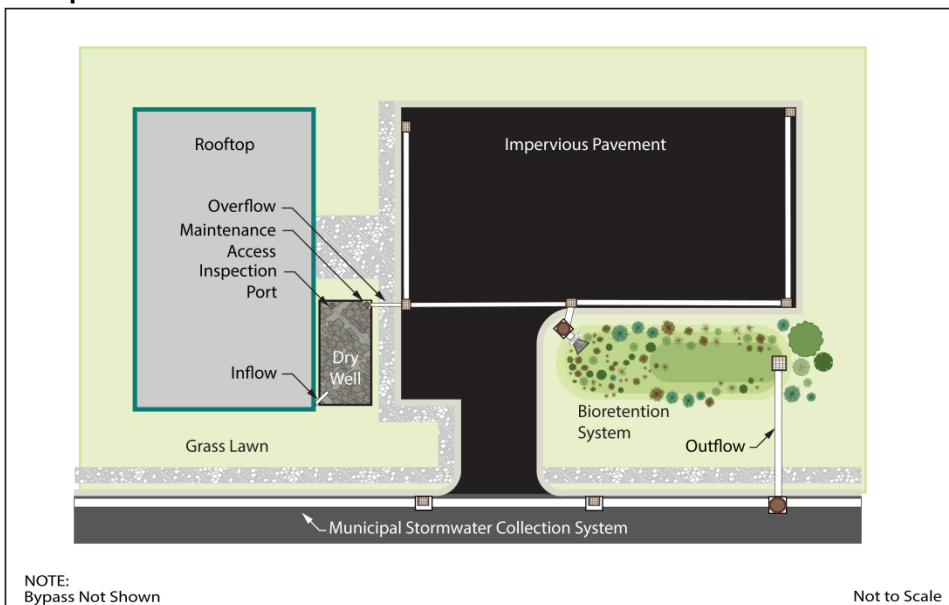 Rooftop
Impervious Pavement
Overflow
Maintenance
Access
Inspection
Port
Dry
Well
Inflow
Bioretention
System
Grass Lawn
Outflow
Municipal Stormwater Collection System
NOTE:
Bypass Not Shown
Not to Scale